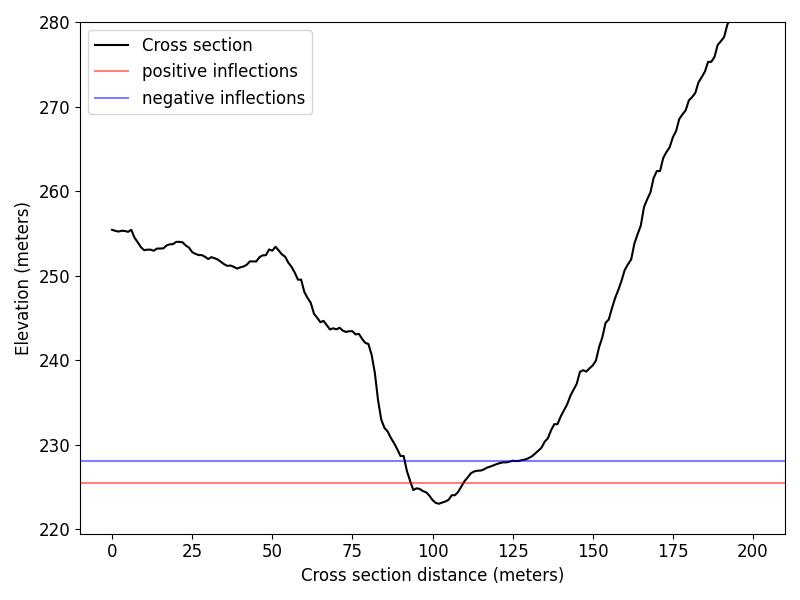 Cross section
positive inflections
negative inflections
280
270
260
250
240
230
220
Elevation (meters)
0 25 50 75 100 125 150 175 200
Cross section distance (meters)